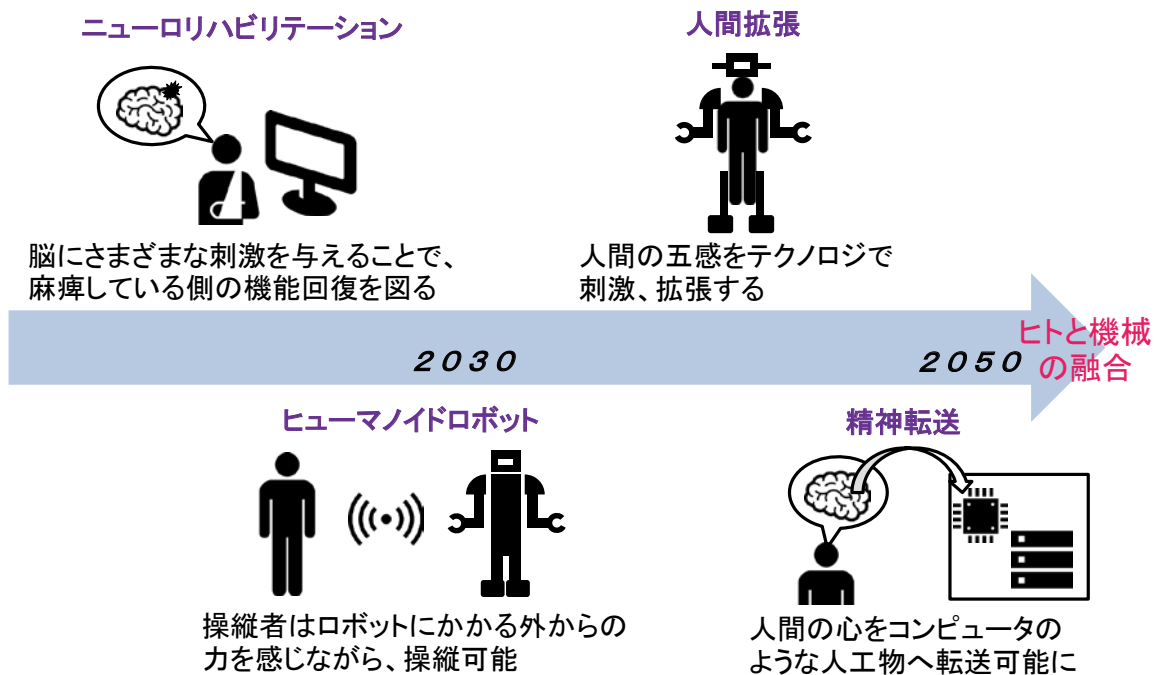 ニューロリハビリテーション
人間拡張
脳にさまざまな刺激を与えることで、
麻痺している側の機能回復を図る
人間の五感をテクノロジで
刺激、拡張する
2030
2050
ヒトと機械
の融合
ヒューマノイドロボット
精神転送
操縦者はロボットにかかる外からの
力を感じながら、操縦可能
人間の心をコンピュータの
ような人工物へ転送可能に